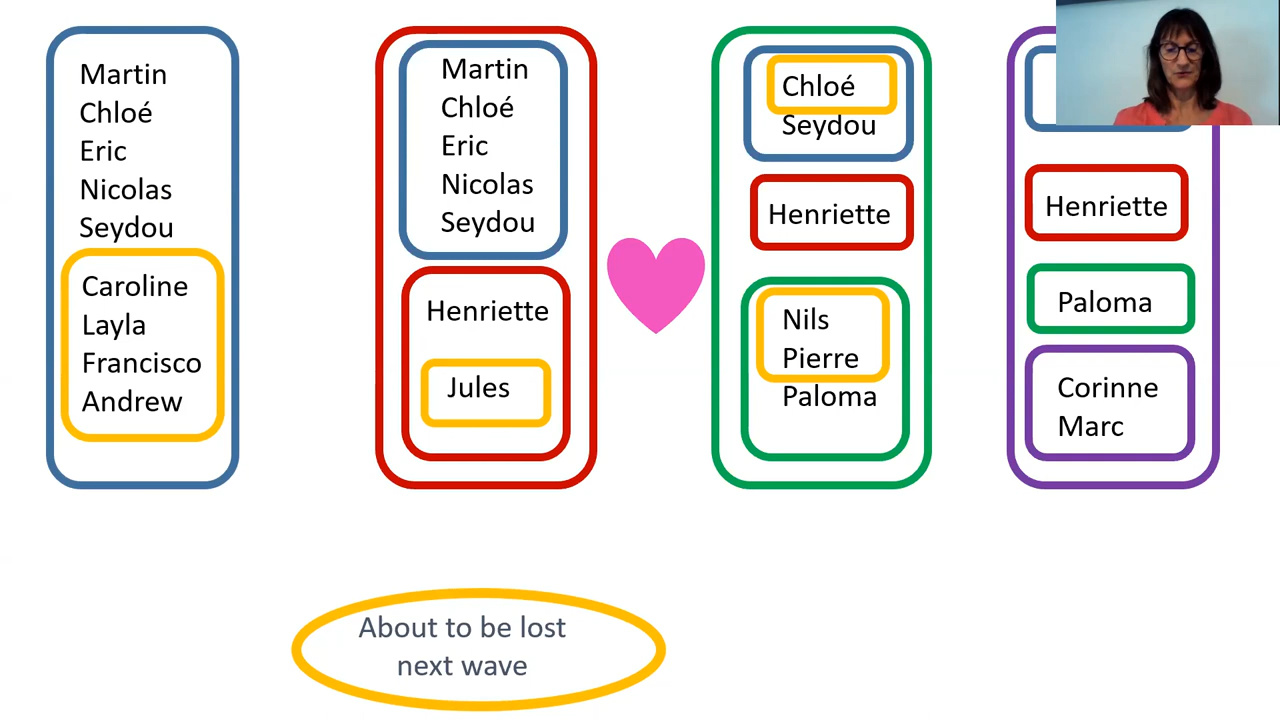 Martin
Chloé
Eric
Nicolas
Seydou
Caroline
Layla
Francisco
Andrew
Martin
Chloé
Eric
Nicolas
Seydou
Henriette
Jules
Chloé
Seydou
Henriette
Nils
Pierre
Paloma
Henriette
Paloma
Corinne
Marc
About to be lost
next wave